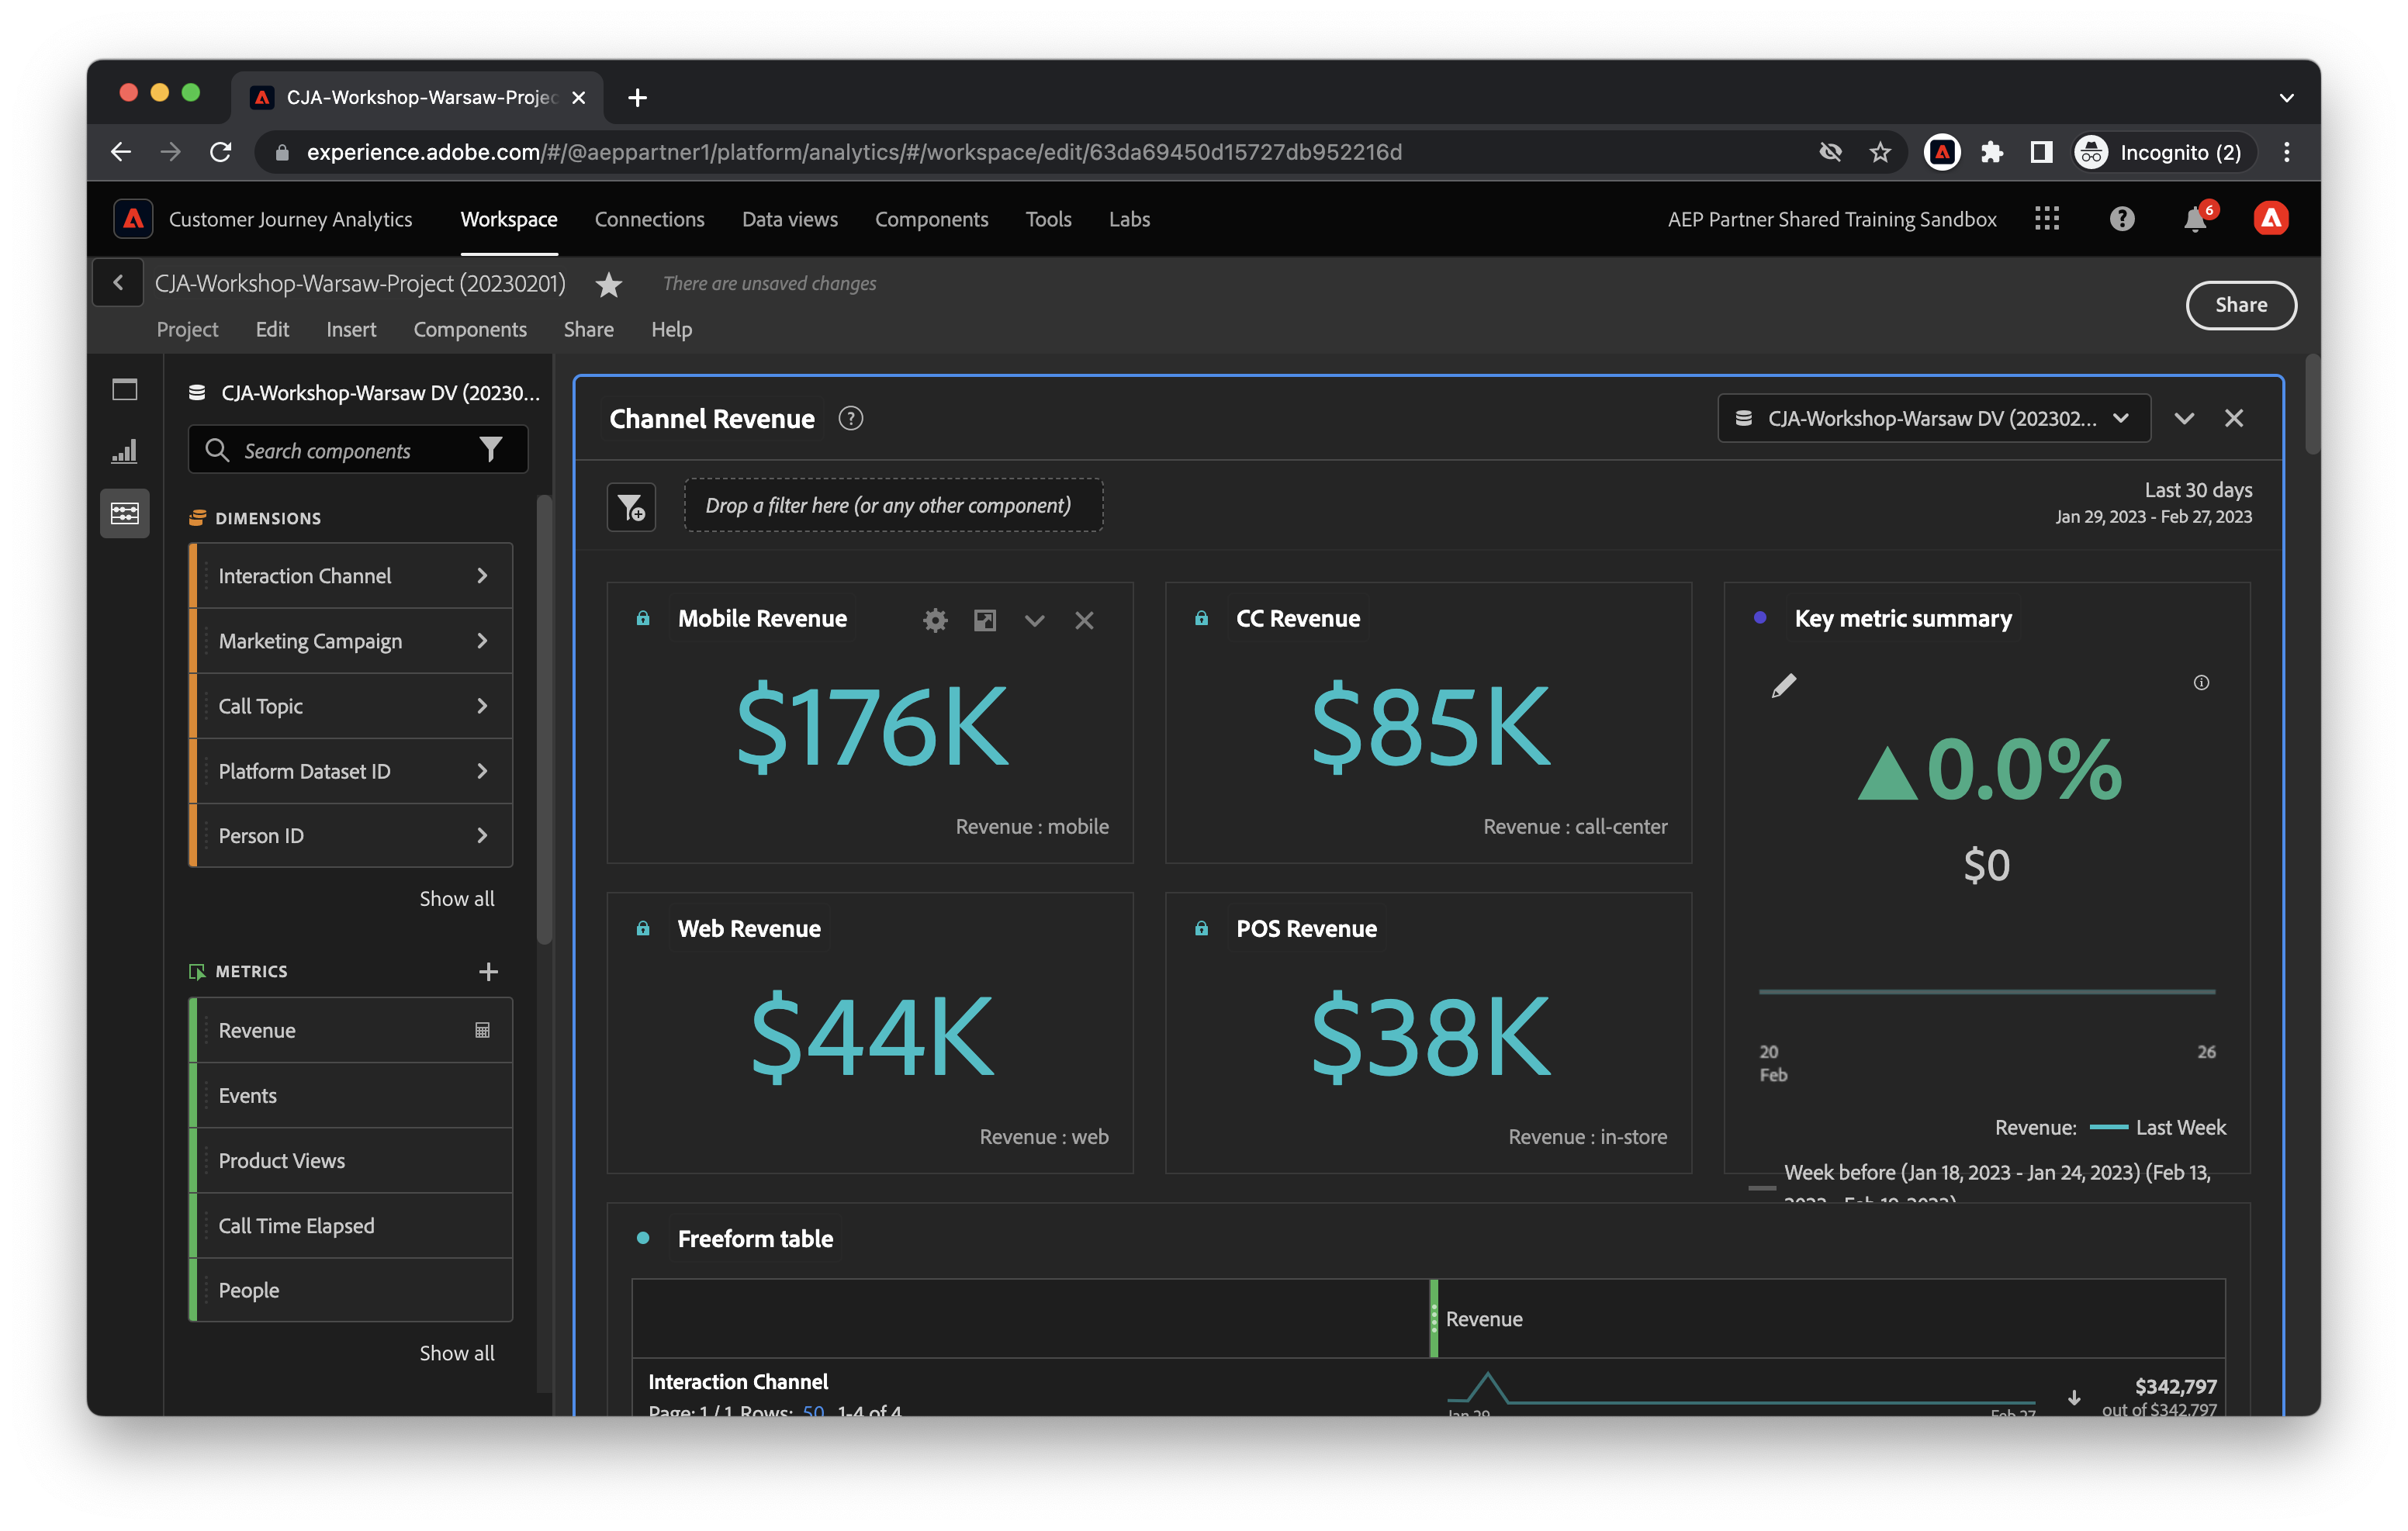 CJA-Workshop-Warsaw-Projec
experience.adobe.com/#/@aeppartner1/platform/analytics/#/workspace/edit/63da69450d15727db952216d
Incognito (2)
Customer Journey Analytics
Workspace
Connections
Data views
Components
Tools
Labs
AEP Partner Shared Training Sandbox
6
CJA-Workshop-Warsaw-Project (20230201)
There are unsaved changes
Share
Project
Edit
Insert
Components
Share
Help
CJA-Workshop-Warsaw DV (20230...
Search components
DIMENSIONS
Interaction Channel
Marketing Campaign
Call Topic
Platform Dataset ID
Person ID
Show all
METRICS
Revenue
Events
Product Views
Call Time Elapsed
People
Show all
Channel Revenue
CJA-Workshop-Warsaw DV (202302...
Drop a filter here (or any other component)
Last 30 days
Jan 29, 2023 - Feb 27, 2023
Mobile Revenue
$176K
Revenue : mobile
CC Revenue
$85K
Revenue : call-center
Key metric summary
▲0.0%
$0
20
Feb
26
Revenue:
Last Week
Week before (Jan 18, 2023 - Jan 24, 2023) (Feb 13,
2023 - Feb 19, 2023)
Web Revenue
$44K
Revenue : web
POS Revenue
$38K
Revenue : in-store
Freeform table
Revenue
Interaction Channel
Page: 1 / 1 Rows: 50 1-4 of 4
Jan 29
Feb 27
$342,797
out of $342,797